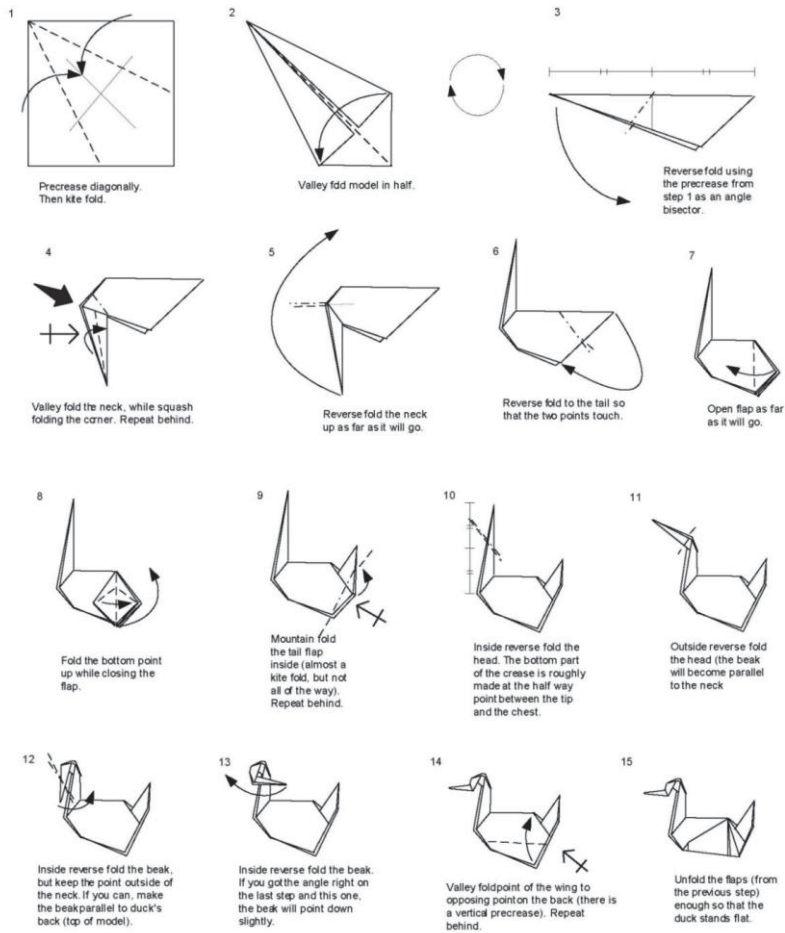 1
Precrease diagonally.
Then kite fold.
2
Valley fdd model in half.
3
Reverse fold using
the precrease from
step 1 as an angle
bisector.
4
Valley fold the neck, while squash
folding the corner. Repeat behind.
5
Reverse fold the neck
up as far as it will go.
6
Reverse fold to the tail so
that the two points touch.
7
Open flap as far
as it will go.
8
Fold the bottom point
up while closing the
flap.
9
Mountain fold
the tail flap
inside (almost a
kite fold, but not
all of the way).
Repeat behind.
10
Inside reverse fold the
head. The bottom part
of the crease is roughly
made at the half way
point between the tip
and the chest.
11
Outside reverse fold
the head (the beak
will become parallel
to the neck
12
Inside reverse fold the beak,
but keep the point outside of
the neck. If you can, make
the beak parallel to duck's
back (top of model).
13
Inside reverse fold the beak.
If you got the angle right on
the last step and this one,
the beak will point down
slightly.
14
Valley fold point of the wing to
opposing point on the back (there is
a vertical precrease). Repeat
behind.
15
Unfold the flaps (from
the previous step)
enough so that the
duck stands flat.